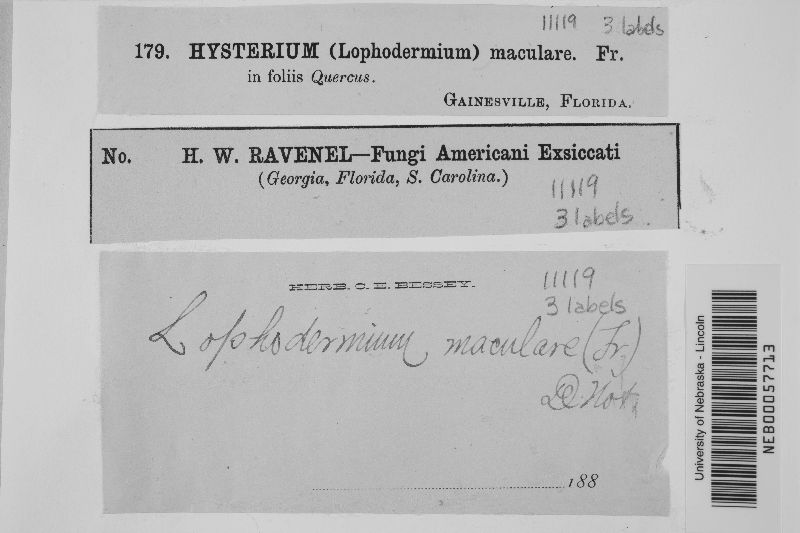 11119 3 labels
179. HYSTERIUM (Lophodermium) maculare. Fr.
in foliis Quercus.
GAINESVILLE, FLORIDA.
No. H. W. RAVENEL—Fungi Americani Exsiccati
(Georgia, Florida, S. Carolina.)
11119
3 labels
HERB. C. E. BESSEY.
11119
3 labels
Lophodermium maculare (Fr.)
De Not.
188
University of Nebraska - Lincoln
NEB00057713